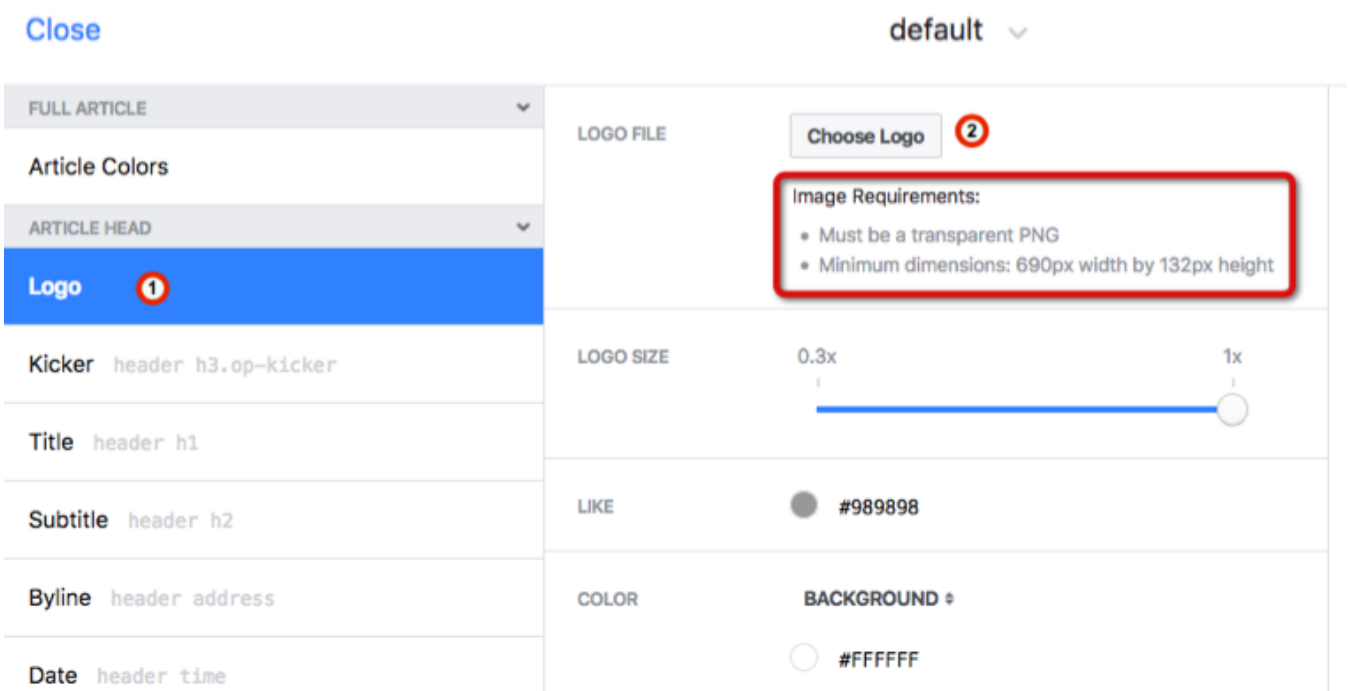 Close
default
FULL ARTICLE
Article Colors
ARTICLE HEAD
Logo 1
Kicker header h3.op-kicker
Title header h1
Subtitle header h2
Byline header address
Date header time
LOGO FILE
Choose Logo 2
Image Requirements:
• Must be a transparent PNG
• Minimum dimensions: 690px width by 132px height
LOGO SIZE
0.3x 1x
LIKE
#989898
COLOR
BACKGROUND
#FFFFFF